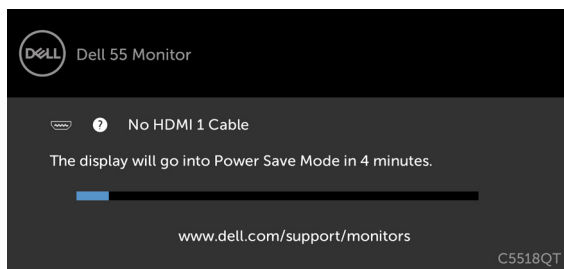 DELL Dell 55 Monitor
? No HDMI 1 Cable
The display will go into Power Save Mode in 4 minutes.
www.dell.com/support/monitors
C5518QT